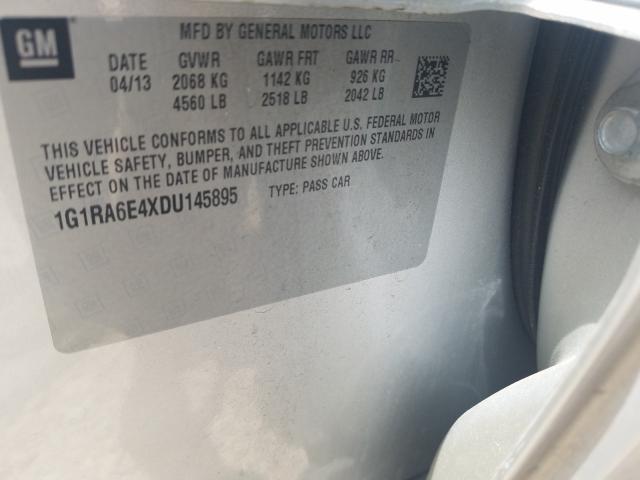 GM
MFD BY GENERAL MOTORS LLC
DATE GVWR GAWR FRT GAWR RR
04/13 2068 KG 1142 KG 926 KG
4560 LB 2518 LB 2042 LB
THIS VEHICLE CONFORMS TO ALL APPLICABLE U.S. FEDERAL MOTOR
VEHICLE SAFETY, BUMPER, AND THEFT PREVENTION STANDARDS IN
EFFECT ON THE DATE OF MANUFACTURE SHOWN ABOVE.
1G1RA6E4XDU145895 TYPE: PASS CAR